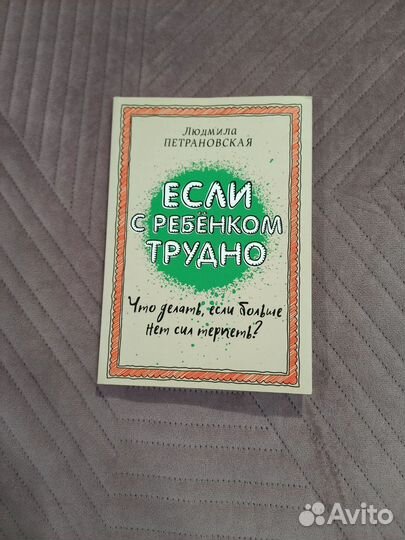 Людмила
ПЕТРАНОВСКАЯ
ЕСЛИ
С РЕБЁНКОМ
ТРУДНО
Что делать, если больше
нет сил терпеть?
Avito